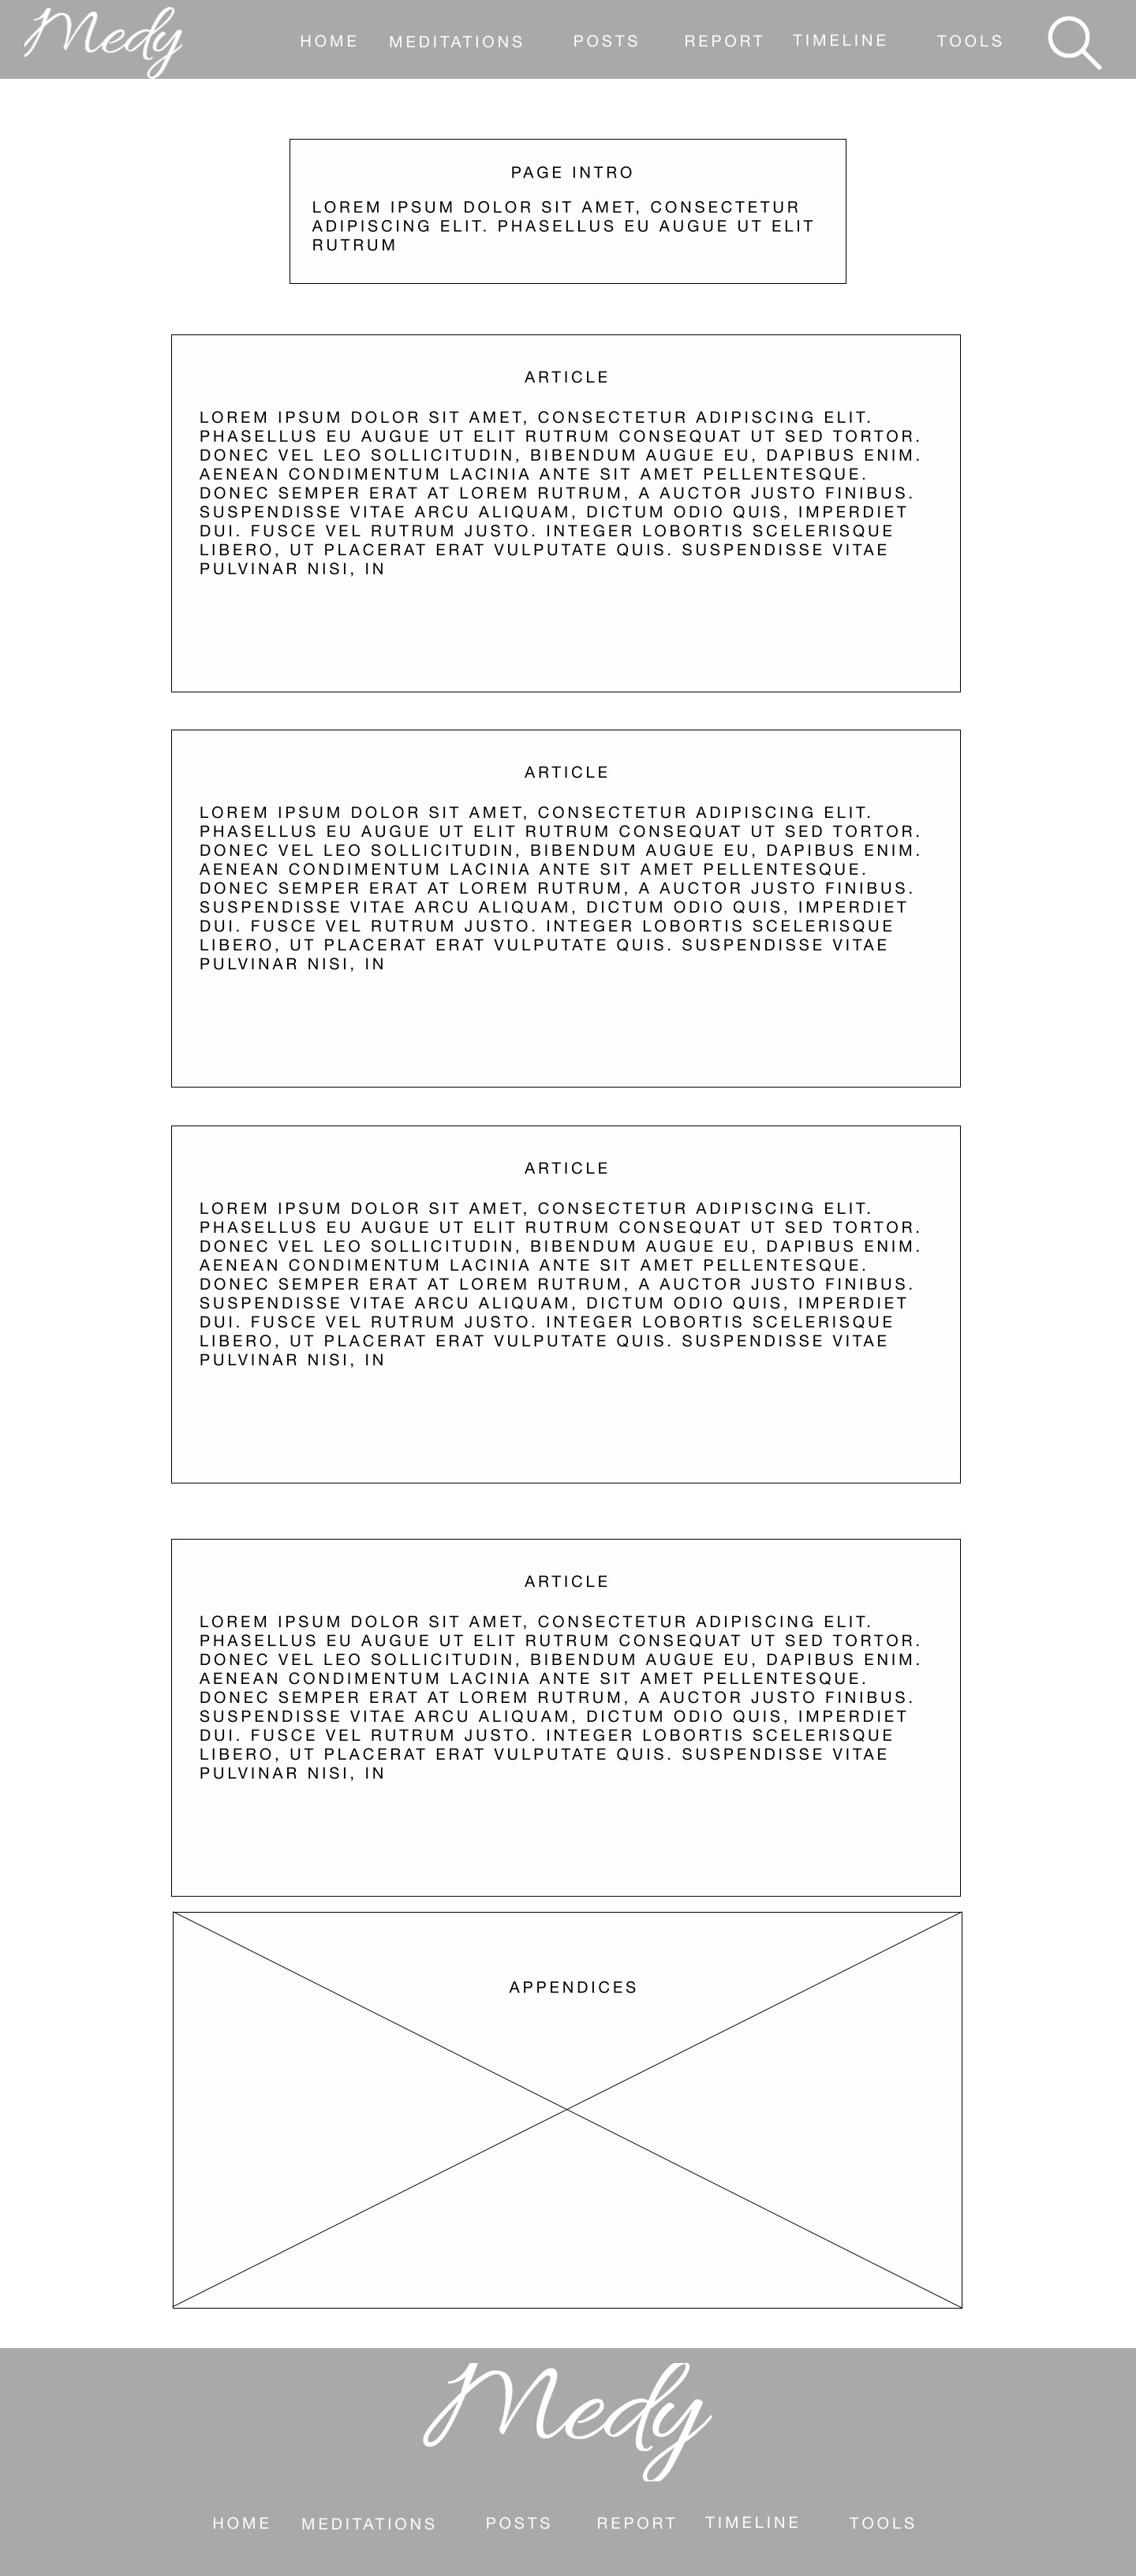 Medy
HOME MEDITATIONS POSTS REPORT TIMELINE TOOLS
PAGE INTRO
LOREM IPSUM DOLOR SIT AMET, CONSECTETUR
ADIPISCING ELIT. PHASELLUS EU AUGUE UT ELIT
RUTRUM
ARTICLE
LOREM IPSUM DOLOR SIT AMET, CONSECTETUR ADIPISCING ELIT.
PHASELLUS EU AUGUE UT ELIT RUTRUM CONSEQUAT UT SED TORTOR.
DONEC VEL LEO SOLLICITUDIN, BIBENDUM AUGUE EU, DAPIBUS ENIM.
AENEAN CONDIMENTUM LACINIA ANTE SIT AMET PELLENTESQUE.
DONEC SEMPER ERAT AT LOREM RUTRUM, A AUCTOR JUSTO FINIBUS.
SUSPENDISSE VITAE ARCU ALIQUAM, DICTUM ODIO QUIS, IMPERDIET
DUI. FUSCE VEL RUTRUM JUSTO. INTEGER LOBORTIS SCELERISQUE
LIBERO, UT PLACERAT ERAT VULPUTATE QUIS. SUSPENDISSE VITAE
PULVINAR NISI, IN
ARTICLE
LOREM IPSUM DOLOR SIT AMET, CONSECTETUR ADIPISCING ELIT.
PHASELLUS EU AUGUE UT ELIT RUTRUM CONSEQUAT UT SED TORTOR.
DONEC VEL LEO SOLLICITUDIN, BIBENDUM AUGUE EU, DAPIBUS ENIM.
AENEAN CONDIMENTUM LACINIA ANTE SIT AMET PELLENTESQUE.
DONEC SEMPER ERAT AT LOREM RUTRUM, A AUCTOR JUSTO FINIBUS.
SUSPENDISSE VITAE ARCU ALIQUAM, DICTUM ODIO QUIS, IMPERDIET
DUI. FUSCE VEL RUTRUM JUSTO. INTEGER LOBORTIS SCELERISQUE
LIBERO, UT PLACERAT ERAT VULPUTATE QUIS. SUSPENDISSE VITAE
PULVINAR NISI, IN
ARTICLE
LOREM IPSUM DOLOR SIT AMET, CONSECTETUR ADIPISCING ELIT.
PHASELLUS EU AUGUE UT ELIT RUTRUM CONSEQUAT UT SED TORTOR.
DONEC VEL LEO SOLLICITUDIN, BIBENDUM AUGUE EU, DAPIBUS ENIM.
AENEAN CONDIMENTUM LACINIA ANTE SIT AMET PELLENTESQUE.
DONEC SEMPER ERAT AT LOREM RUTRUM, A AUCTOR JUSTO FINIBUS.
SUSPENDISSE VITAE ARCU ALIQUAM, DICTUM ODIO QUIS, IMPERDIET
DUI. FUSCE VEL RUTRUM JUSTO. INTEGER LOBORTIS SCELERISQUE
LIBERO, UT PLACERAT ERAT VULPUTATE QUIS. SUSPENDISSE VITAE
PULVINAR NISI, IN
ARTICLE
LOREM IPSUM DOLOR SIT AMET, CONSECTETUR ADIPISCING ELIT.
PHASELLUS EU AUGUE UT ELIT RUTRUM CONSEQUAT UT SED TORTOR.
DONEC VEL LEO SOLLICITUDIN, BIBENDUM AUGUE EU, DAPIBUS ENIM.
AENEAN CONDIMENTUM LACINIA ANTE SIT AMET PELLENTESQUE.
DONEC SEMPER ERAT AT LOREM RUTRUM, A AUCTOR JUSTO FINIBUS.
SUSPENDISSE VITAE ARCU ALIQUAM, DICTUM ODIO QUIS, IMPERDIET
DUI. FUSCE VEL RUTRUM JUSTO. INTEGER LOBORTIS SCELERISQUE
LIBERO, UT PLACERAT ERAT VULPUTATE QUIS. SUSPENDISSE VITAE
PULVINAR NISI, IN
APPENDICES
Medy
HOME MEDITATIONS POSTS REPORT TIMELINE TOOLS